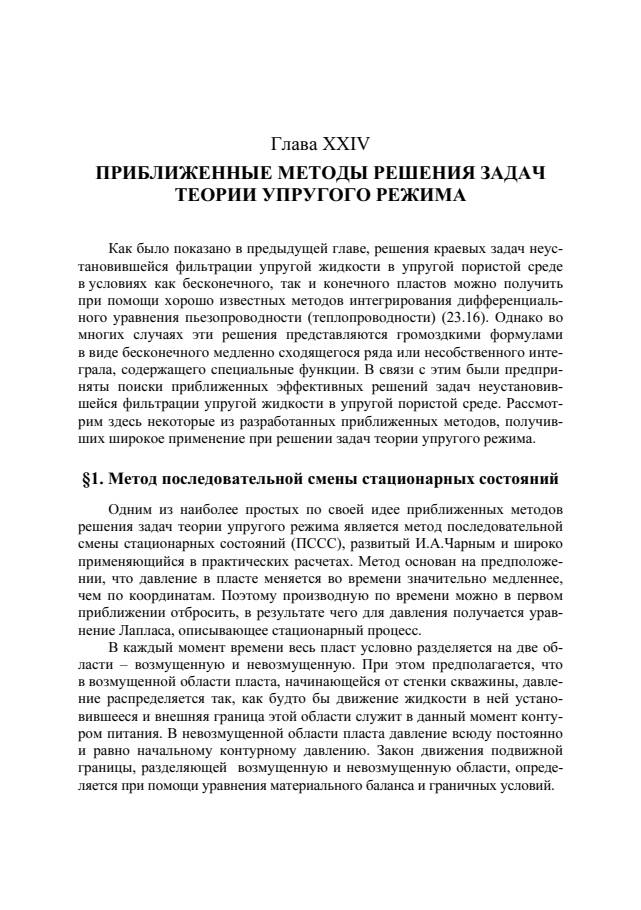 Глава XXIV
ПРИБЛИЖЕННЫЕ МЕТОДЫ РЕШЕНИЯ ЗАДАЧ
ТЕОРИИ УПРУГОГО РЕЖИМА
Как было показано в предыдущей главе, решения краевых задач неус-
тановившейся фильтрации упругой жидкости в упругой пористой среде
в условиях как бесконечного, так и конечного пластов можно получить
при помощи хорошо известных методов интегрирования дифференциаль-
ного уравнения пьезопроводности (теплопроводности) (23.16). Однако во
многих случаях эти решения представляются громоздкими формулами
в виде бесконечного медленно сходящегося ряда или несобственного инте-
грала, содержащего специальные функции. В связи с этим были предпри-
няты поиски приближенных эффективных решений задач неустановив-
шейся фильтрации упругой жидкости в упругой пористой среде. Рассмот-
рим здесь некоторые из разработанных приближенных методов, получив-
ших широкое применение при решении задач теории упругого режима.
§1. Метод последовательной смены стационарных состояний
Одним из наиболее простых по своей идее приближенных методов
решения задач теории упругого режима является метод последовательной
смены стационарных состояний (ПССС), развитый И.А.Чарным и широко
применяющийся в практических расчетах. Метод основан на предположе-
нии, что давление в пласте меняется во времени значительно медленнее,
чем по координатам. Поэтому производную по времени можно в первом
приближении отбросить, в результате чего для давления получается урав-
нение Лапласа, описывающее стационарный процесс.
В каждый момент времени весь пласт условно разделяется на две об-
ласти – возмущенную и невозмущенную. При этом предполагается, что
в возмущенной области пласта, начинающейся от стенки скважины, давле-
ние распределяется так, как будто бы движение жидкости в ней устано-
вившееся и внешняя граница этой области служит в данный момент конту-
ром питания. В невозмущенной области пласта давление всюду постоянно
и равно начальному контурному давлению. Закон движения подвижной
границы, разделяющей возмущенную и невозмущенную области, опреде-
ляется при помощи уравнения материального баланса и граничных условий.